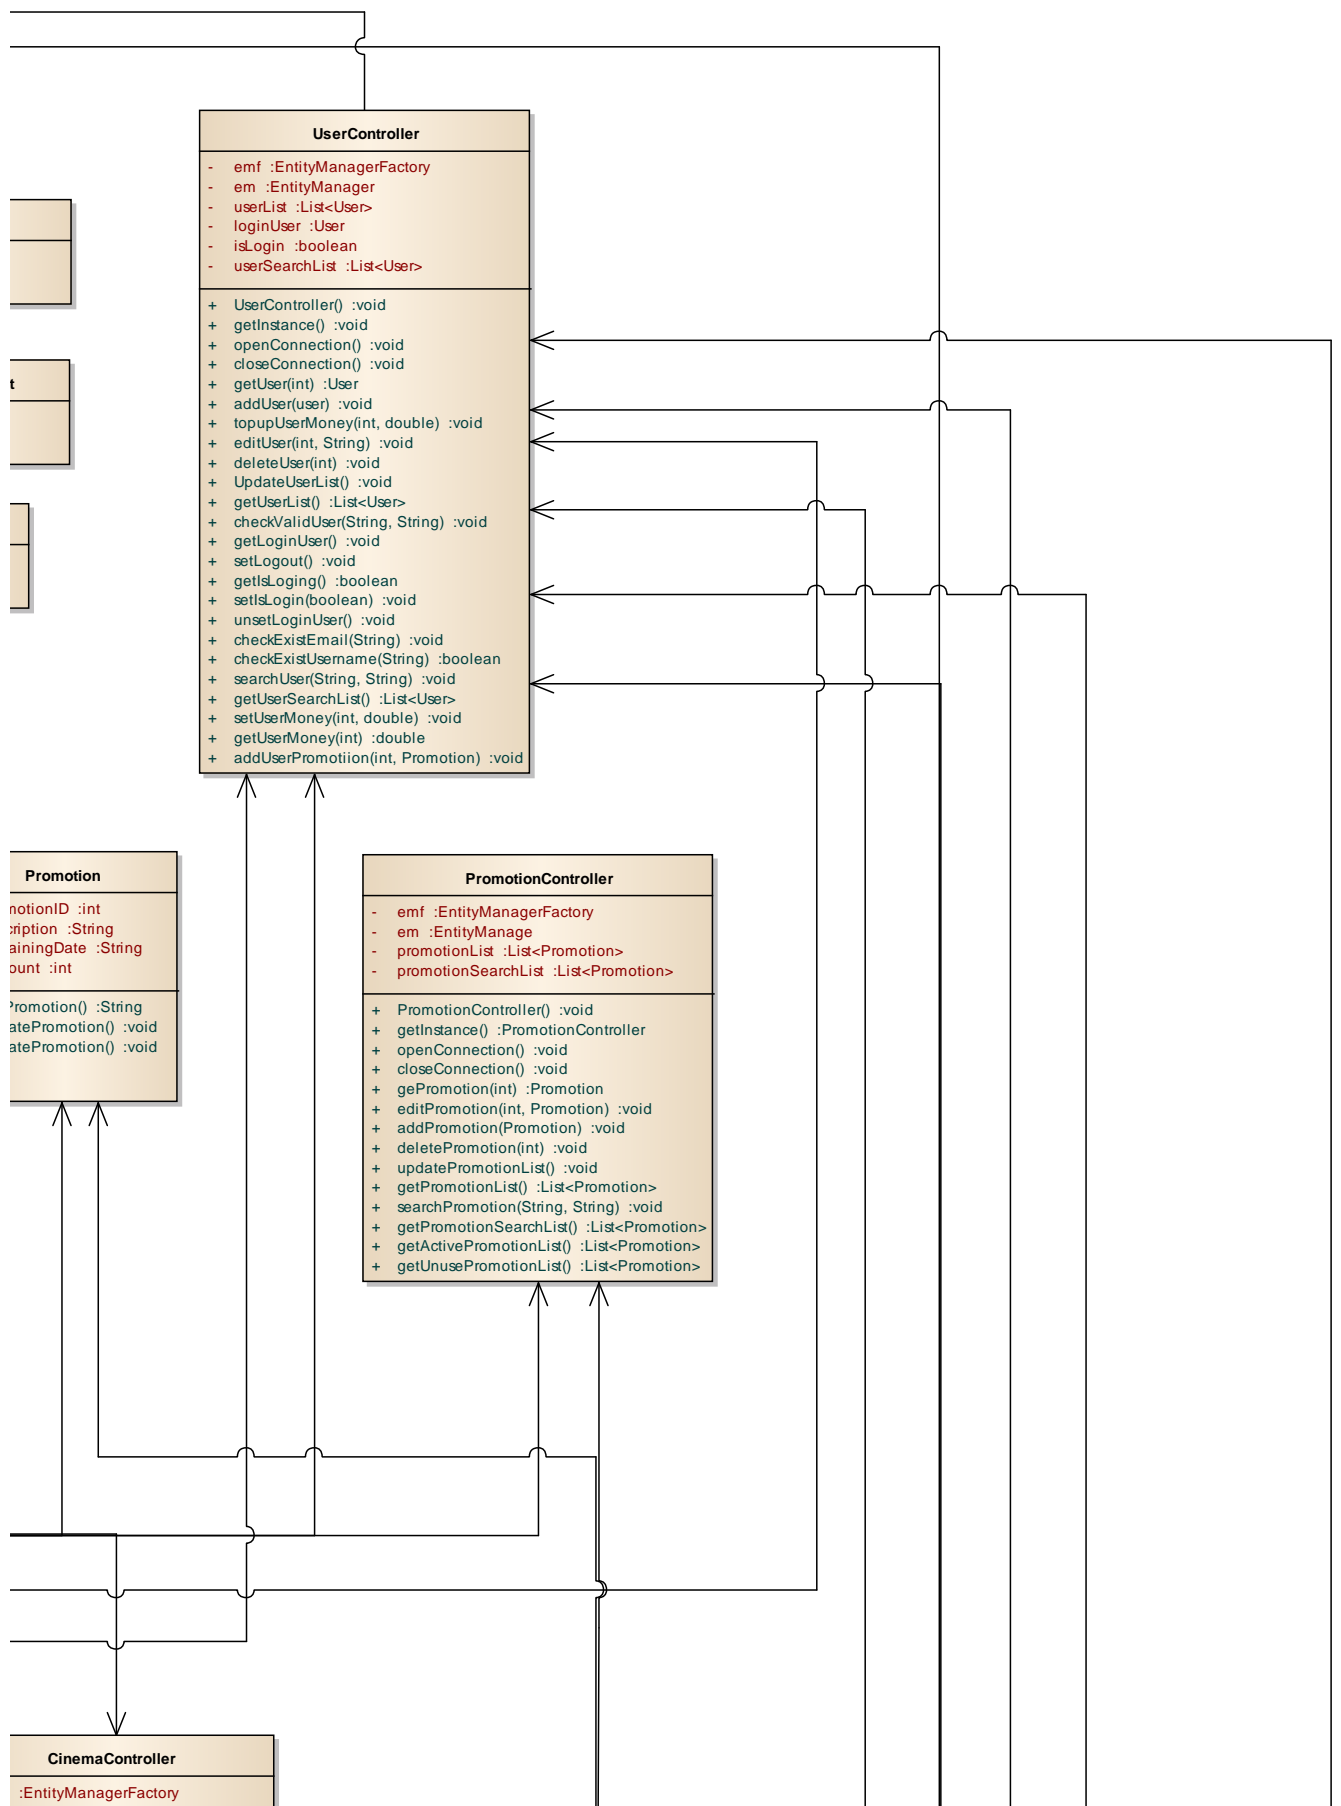 UserController
- emf :EntityManagerFactory
- em :EntityManager
- userList :List<User>
- loginUser :User
- isLogin :boolean
- userSearchList :List<User>
+ UserController() :void
+ getInstance() :void
+ openConnection() :void
+ closeConnection() :void
+ getUser(int) :User
+ addUser(user) :void
+ topupUserMoney(int, double) :void
+ editUser(int, String) :void
+ deleteUser(int) :void
+ UpdateUserList() :void
+ getUserList() :List<User>
+ checkValidUser(String, String) :void
+ getLoginUser() :void
+ setLogout() :void
+ getIsLoging() :boolean
+ setIsLogin(boolean) :void
+ unsetLoginUser() :void
+ checkExistEmail(String) :void
+ checkExistUsername(String) :boolean
+ searchUser(String, String) :void
+ getUserSearchList() :List<User>
+ setUserMoney(int, double) :void
+ getUserMoney(int) :double
+ addUserPromotiion(int, Promotion) :void
t
Promotion
motionID :int
cription :String
ainingDate :String
ount :int
Promotion() :String
atePromotion() :void
atePromotion() :void
PromotionController
- emf :EntityManagerFactory
- em :EntityManage
- promotionList :List<Promotion>
- promotionSearchList :List<Promotion>
+ PromotionController() :void
+ getInstance() :PromotionController
+ openConnection() :void
+ closeConnection() :void
+ gePromotion(int) :Promotion
+ editPromotion(int, Promotion) :void
+ addPromotion(Promotion) :void
+ deletePromotion(int) :void
+ updatePromotionList() :void
+ getPromotionList() :List<Promotion>
+ searchPromotion(String, String) :void
+ getPromotionSearchList() :List<Promotion>
+ getActivePromotionList() :List<Promotion>
+ getUnusePromotionList() :List<Promotion>
CinemaController
:EntityManagerFactory